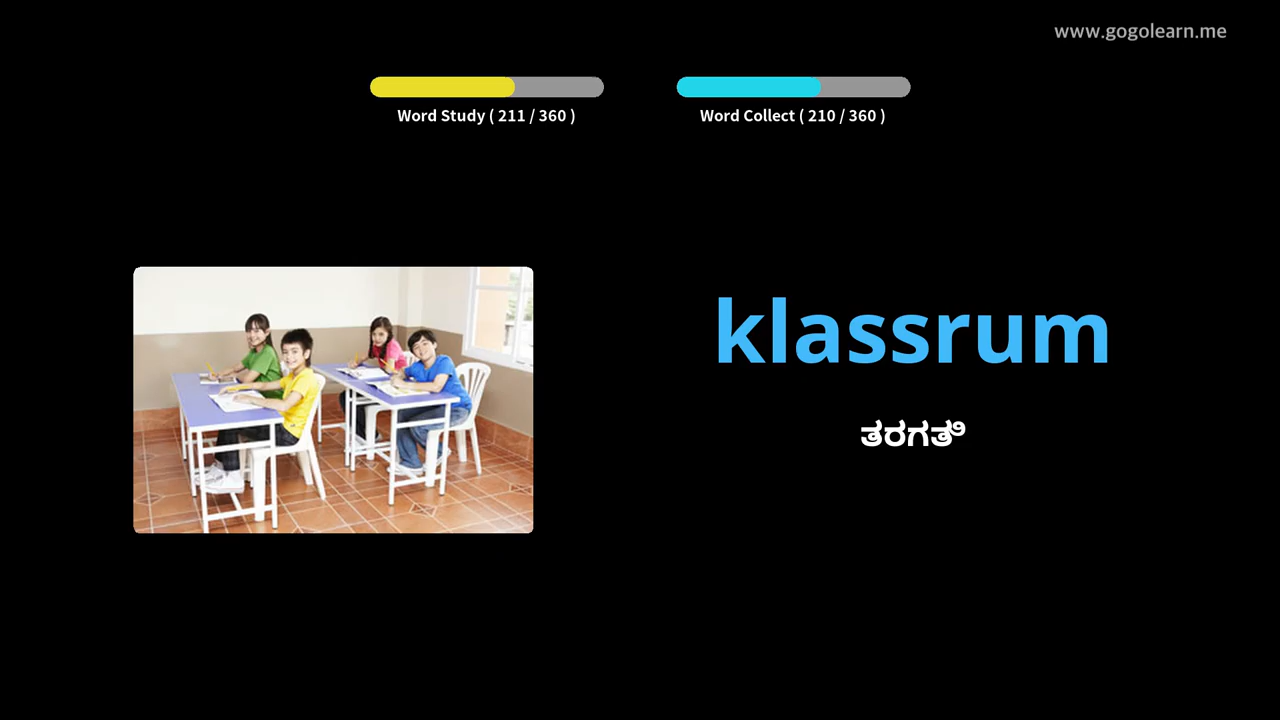 www.gogolearn.me
Word Study ( 211 / 360 )
Word Collect ( 210 / 360 )
klassrum
ತರಗತಿ